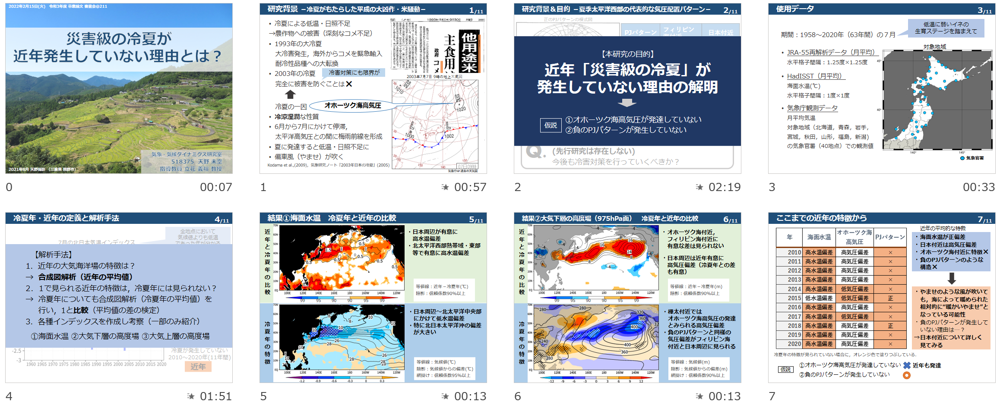 2022年2月15日(火)　令和3年度 卒業論文 審査会@211
災害級の冷夏が
近年発生していない理由とは？
気象・気候ダイナミクス研究室
518375　天野 未空
指導教員 立花 義裕 教授
2021年8月 天野撮影 （三重県 熊野市）
0
00:07
研究背景 −冷夏がもたらした平成の大凶作・米騒動−
1/11
・ 冷夏による低温・日照不足
→農作物への被害（深刻なコメ不足）
・ 1993年の大冷夏
大冷害発生，海外からコメを緊急輸入
耐冷性品種への大転換
・ 2003年の冷夏
冷害対策にも限界が
完全に被害を防ぐことは✕
冷夏の一因
オホーツク海高気圧
・ 冷涼湿潤な性質
・ 6月から7月にかけて停滞，
太平洋高気圧との間に梅雨前線を形成
・ 夏に発達すると低温・日照不足に
・ 偏東風（やませ）が吹く
Kodama et al.,(2009)，気象研究ノート『2003年日本の冷夏』(2005)
他用途米
主食用に
政府
2003年7月7日 9時の地上天気図
H
1010
H
1020
L
1000
L
1002
07日09時
気象庁HP 過去の天気図
1
00:57
研究背景＆目的 −夏季太平洋西部の代表的な気圧配置パターン−
2/11
正のPJパターンの模式図
PJパターン
フィリピン
日本付近
【本研究の目的】
近年「災害級の冷夏」が
発生していない理由の解明
仮説
①オホーツク海高気圧が発達していない
②負のPJパターンが発生していない
Q.
(先行研究は存在しない)
今後も冷害対策を行っていくべきか？
2
02:19
使用データ
3/11
低温に弱いイネの
生育ステージを踏まえて
期間：1958～2020年（63年間）の７月
・ JRA-55再解析データ（月平均）
水平格子間隔：1.25度×1.25度
・ HadISST（月平均）
海面水温(℃)
水平格子間隔：1度×1度
・ 気象庁観測データ
月平均気温
対象地域（北海道，青森，岩手，
宮城，秋田，山形，福島，新潟）
の気象官署（40地点）での観測値
対象地域
45°
40°
140°
145°
気象官署
3
00:33
冷夏年・近年の定義と解析手法
4/11
全地点において
気候値よりも低温
であった年が分かる
7月の北日本気温インデックス
【解析手法】
1．近年の大気海洋場の特徴は？
→ 合成図解析（近年の平均値）
2．1で見られる近年の特徴は，冷夏年には見られない？
→ 冷夏年についても合成図解析（冷夏年の平均値）を
行い，1と比較（平均値の差の検定）
3．各種インデックスを作成し考察（一部のみ紹介）
①海面水温 ②大気下層の高度場 ③大気上層の高度場
-2.5
-3
1960 1965 1970 1975 1980 1985 1990 1995 2000 2005 2010 2015 2020
冷夏が発生していない
2010～2020年(11年間)
近年
4
01:51
結果①海面水温　冷夏年と近年の比較
5/11
近年と冷夏年の比較
・日本周辺が有意に
高水温偏差
・北太平洋西部熱帯域・東部
等で有意に高水温偏差
等値線：近年－冷夏年(℃)
陰影：信頼係数90%以上
100E 120E 140E 160E 180 160W 140W 120W
99 95 90 90 95 99
冷夏年の特徴
・日本周辺～北太平洋中央部
にかけて低水温偏差
・特に北日本太平洋沖の偏差
が大きい
等値線：気候値(℃)
陰影：気候値からの偏差(℃)
網掛け：信頼係数95%以上
100E 120E 140E 160E 180 160W 140W 120W
-1.2 -0.9 -0.6 -0.3 0 0.3
5
00:13
結果②大気下層の高度場（975hPa面）　冷夏年と近年の比較
6/11
近年と冷夏年の比較
・オホーツク海付近，
フィリピン海付近に
有意な差は見られない
・日本周辺は近年有意に
高気圧偏差（冷夏年との差
も有意）
等値線：近年－冷夏年(m)
陰影：信頼係数90%以上
100E 120E 140E 160E 180 160W 140W 120W
99 95 90 90 95 99
冷夏年の特徴
・樺太付近では
オホーツク海高気圧の発達
とみられる高気圧偏差
・負のPJパターンと同様の
気圧偏差がフィリピン海
付近と日本周辺に見られる
等値線：気候値(m)
陰影：気候値からの偏差(m)
網掛け：信頼係数90%以上
100E 120E 140E 160E 180 160W 140W 120W
-12 -9 -6 -3 0 3 6 9 12
6
00:13
ここまでの近年の特徴から
7/11
年 海面水温 オホーツク海高気圧 PJパターン
2010 高水温偏差 高気圧偏差 ×
2011 高水温偏差 高気圧偏差 ×
2012 高水温偏差 高気圧偏差 ×
2013 高水温偏差 高気圧偏差 ×
2014 高水温偏差 低気圧偏差 ×
2015 低水温偏差 低気圧偏差 正
2016 高水温偏差 高気圧偏差 ×
2017 高水温偏差 低気圧偏差 ×
2018 高水温偏差 高気圧偏差 正
2019 高水温偏差 高気圧偏差 ×
2020 高水温偏差 高気圧偏差 ×
冷夏年の特徴が見られていない場合に，オレンジ色で塗りつぶしている．
近年の平均的な特徴
・海面水温が正偏差
・日本付近は高気圧偏差
・オホーツク海付近に特徴✕
・負のPJパターンのような
構造✕
・やませのような風が吹いて
も，海によって暖められた
相対的に“暖かいやませ”と
なっている可能性
・負のPJパターンが発生して
いない理由は…？
→日本付近について詳しく
見てみる
仮説
①オホーツク海高気圧が発達していない ✖ 近年も発達
②負のPJパターンが発生していない
7